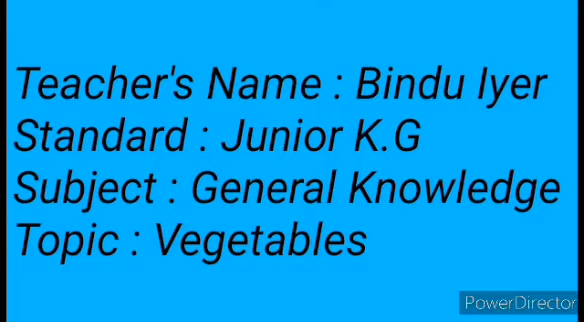 Teacher's Name : Bindu Iyer
Standard : Junior K.G
Subject : General Knowledge
Topic : Vegetables
PowerDirector